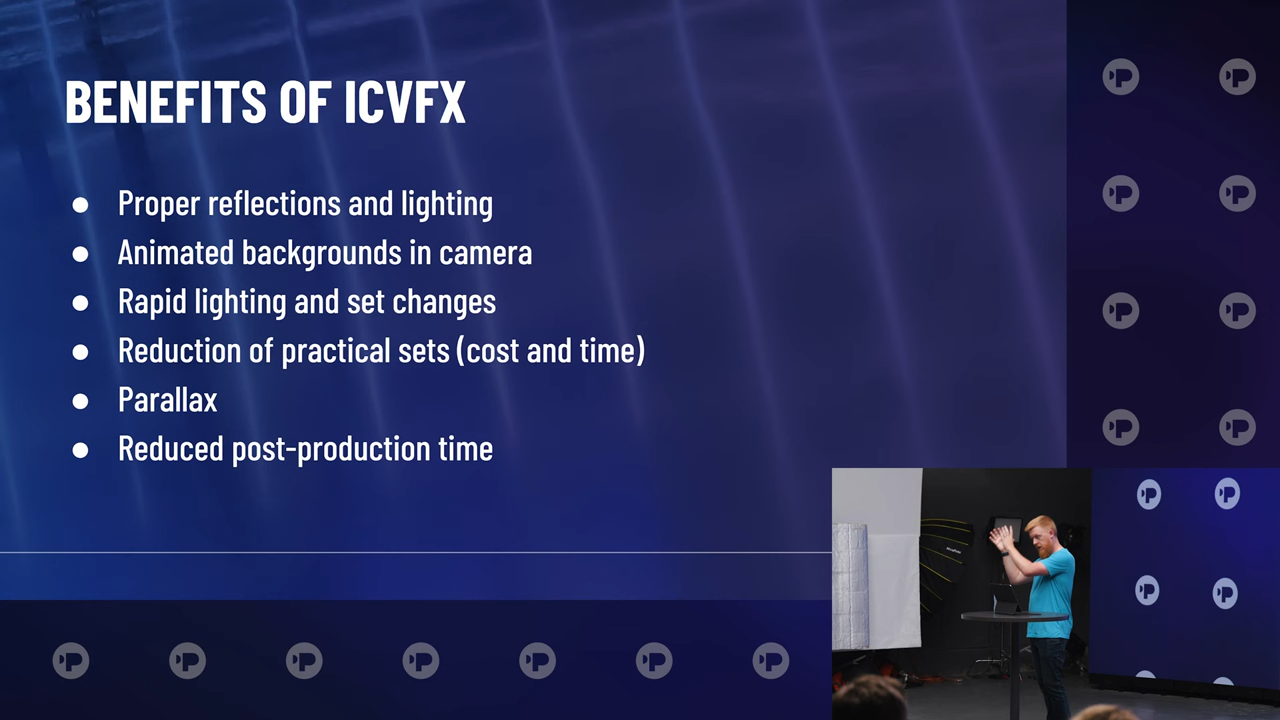 BENEFITS OF ICVFX
● Proper reflections and lighting
● Animated backgrounds in camera
● Rapid lighting and set changes
● Reduction of practical sets (cost and time)
● Parallax
● Reduced post-production time